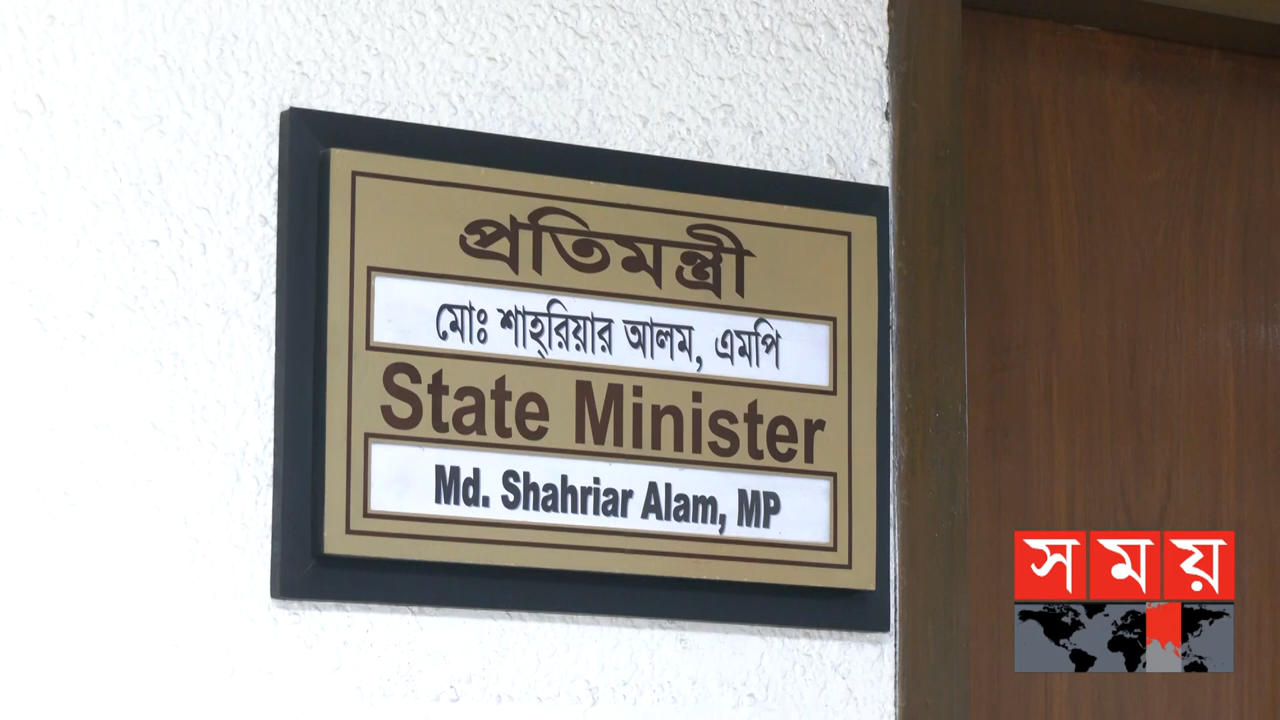 প্রতিমন্ত্রী
মোঃ শাহ্‌রিয়ার আলম, এমপি
State Minister
Md. Shahriar Alam, MP
সময়